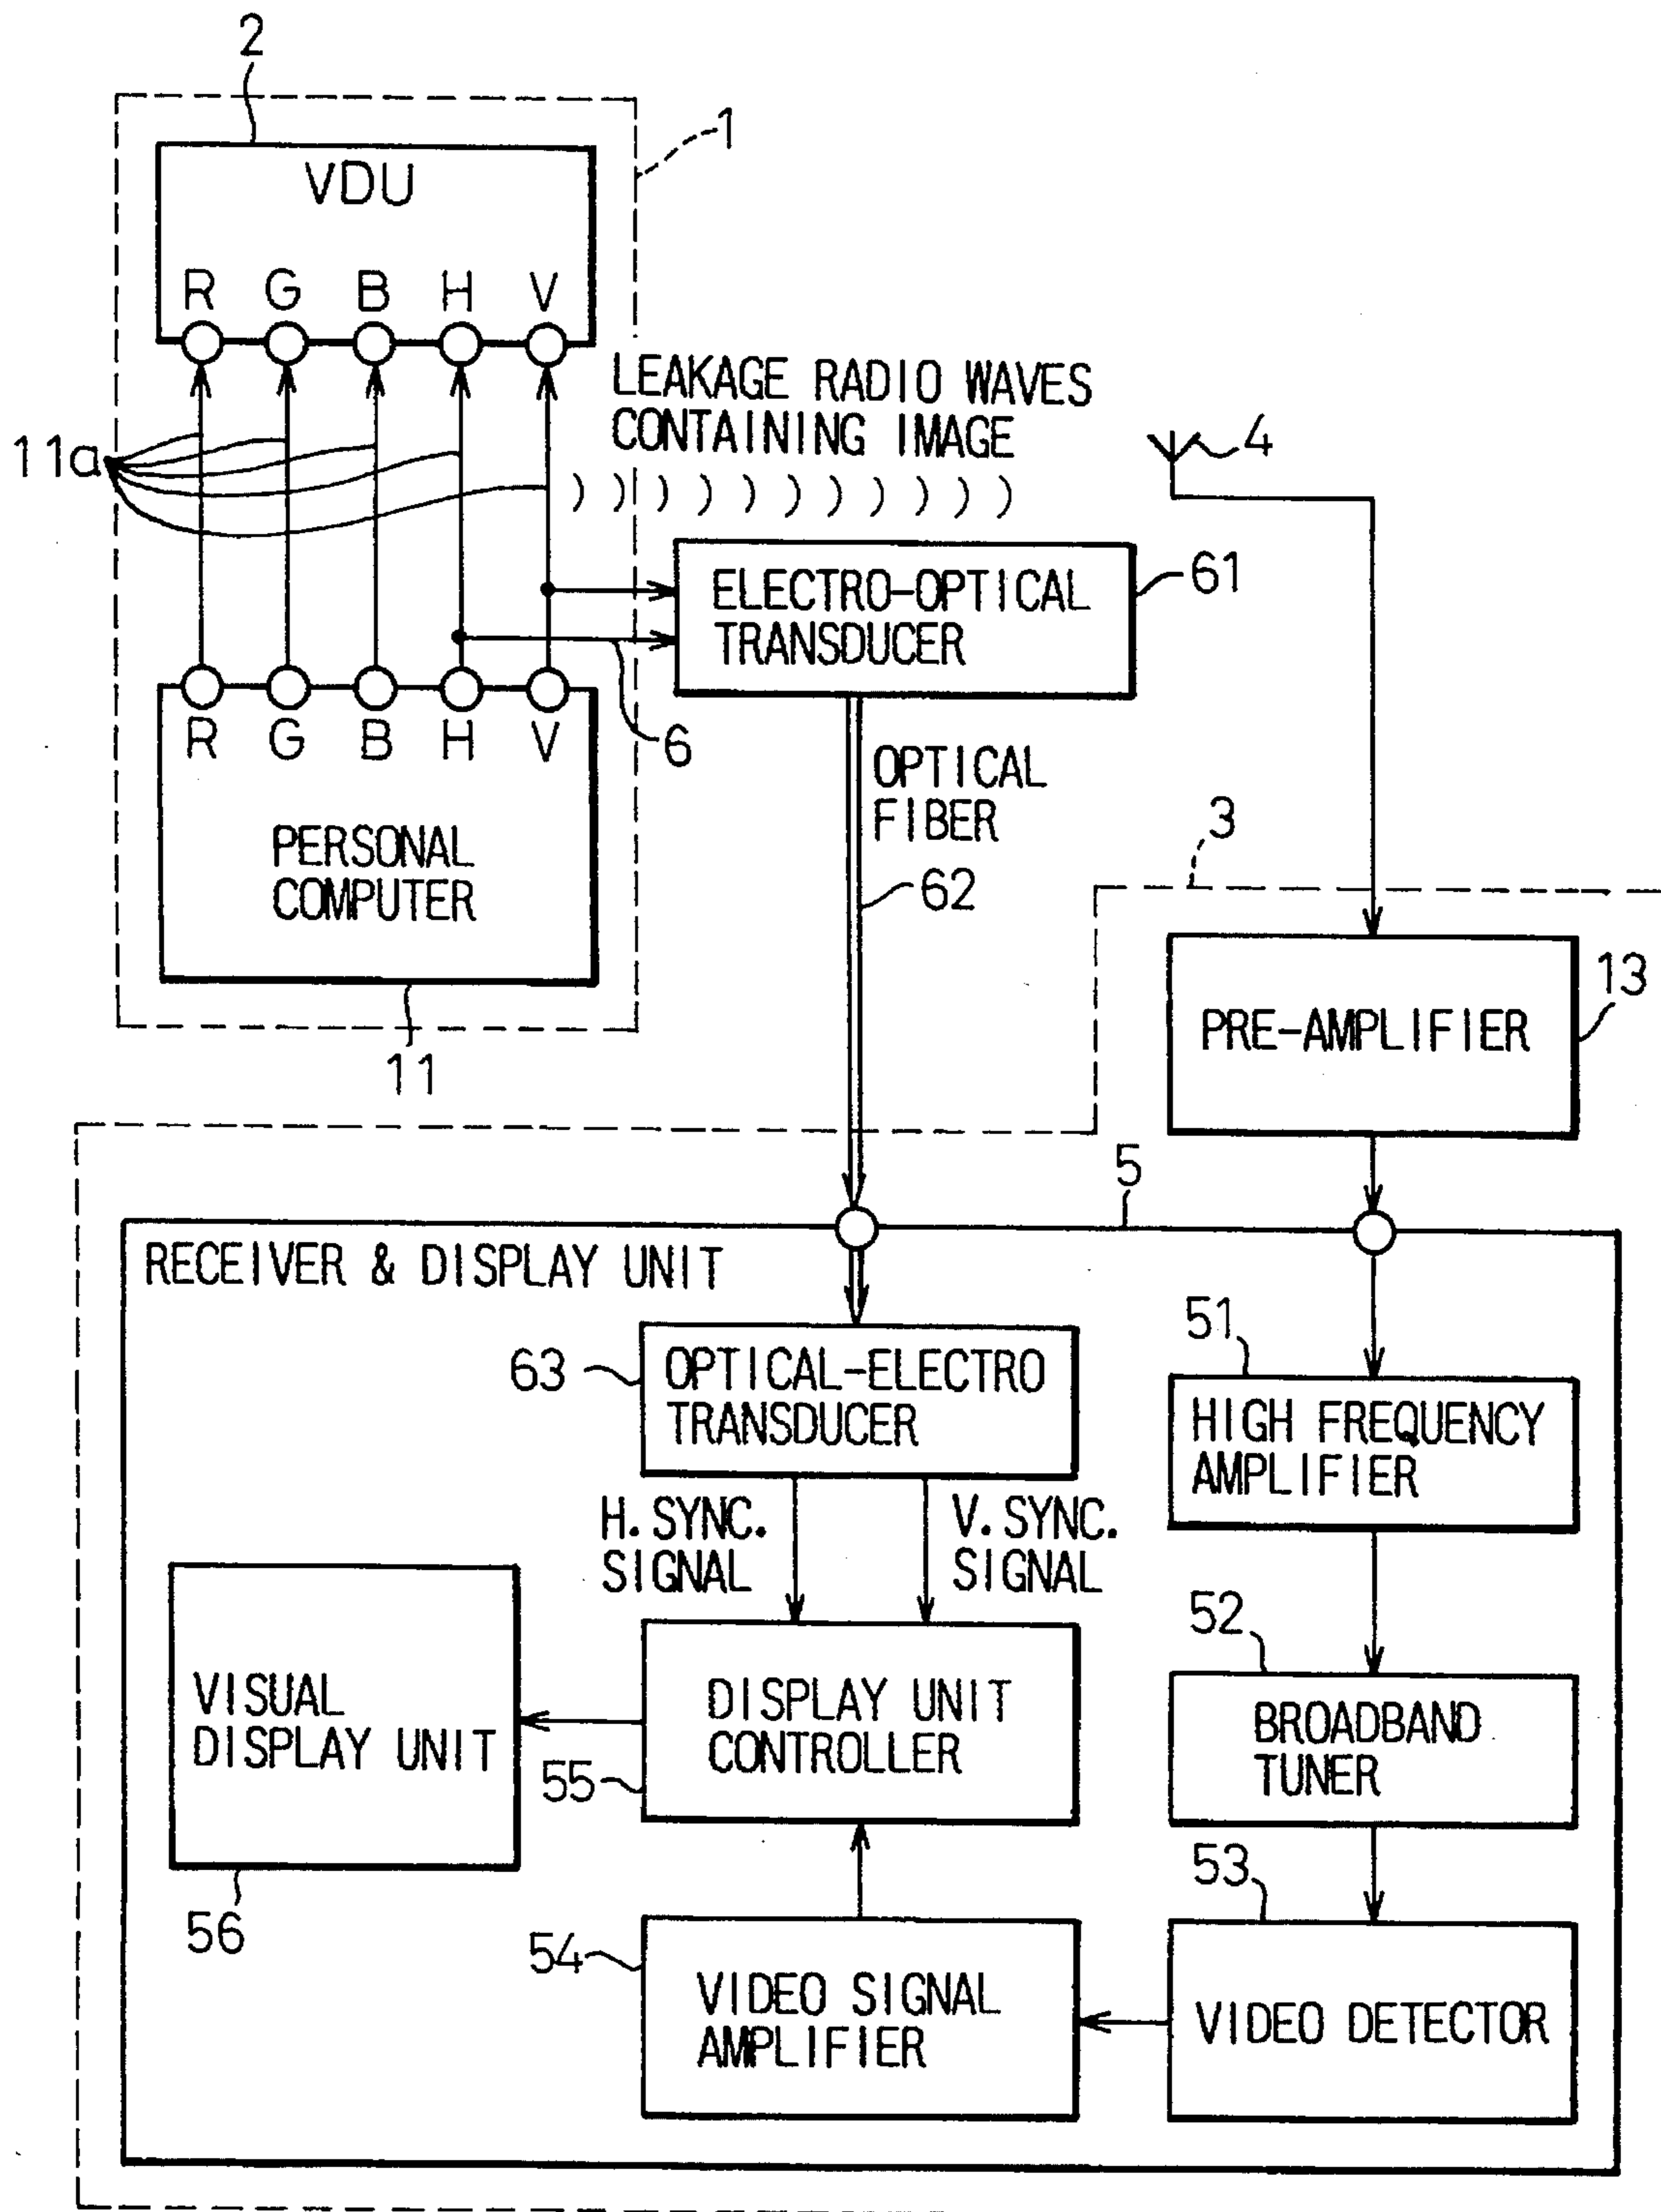 2
1
VDU
R G B H V
LEAKAGE RADIO WAVES
CONTAINING IMAGE
11a
4
ELECTRO-OPTICAL
TRANSDUCER
61
6
R G B H V
PERSONAL
COMPUTER
11
OPTICAL
FIBER
62
3
PRE-AMPLIFIER
13
5
RECEIVER & DISPLAY UNIT
63
OPTICAL-ELECTRO
TRANSDUCER
51
HIGH FREQUENCY
AMPLIFIER
H. SYNC.
SIGNAL
V. SYNC.
SIGNAL
52
BROADBAND
TUNER
VISUAL
DISPLAY UNIT
56
DISPLAY UNIT
CONTROLLER
55
53
VIDEO DETECTOR
54
VIDEO SIGNAL
AMPLIFIER